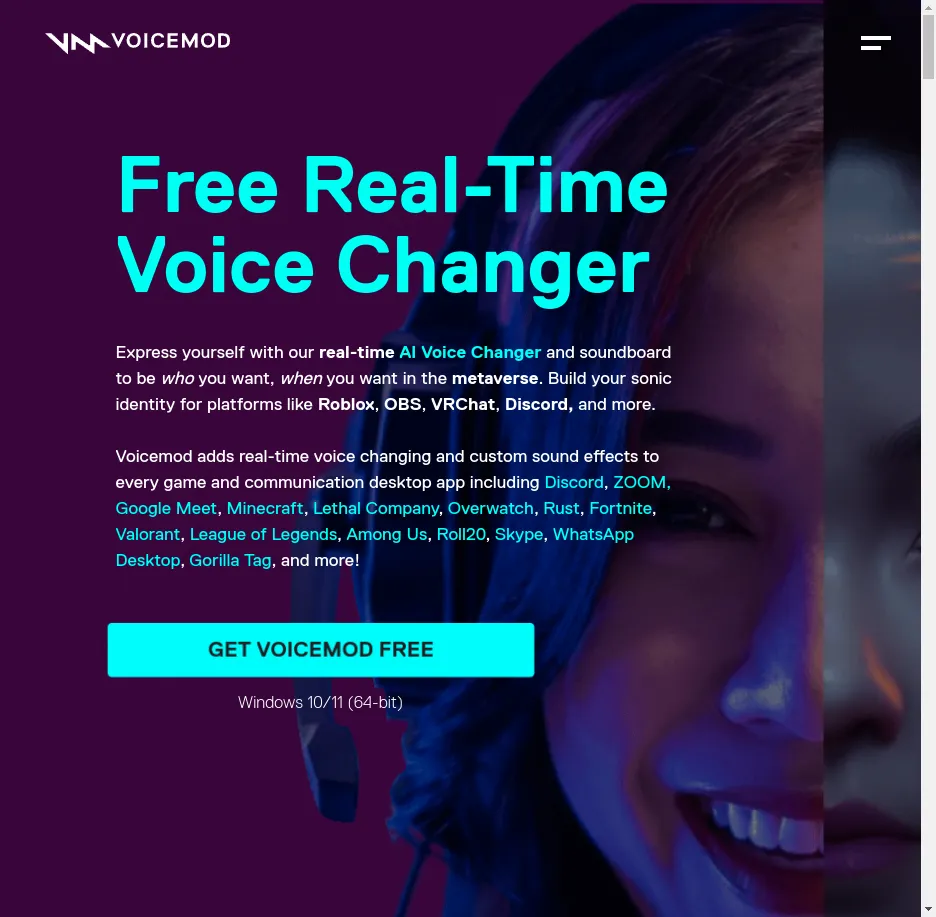 VOICEMOD
Free Real-Time
Voice Changer
Express yourself with our real-time AI Voice Changer and soundboard
to be who you want, when you want in the metaverse. Build your sonic
identity for platforms like Roblox, OBS, VRChat, Discord, and more.
Voicemod adds real-time voice changing and custom sound effects to
every game and communication desktop app including Discord, ZOOM,
Google Meet, Minecraft, Lethal Company, Overwatch, Rust, Fortnite,
Valorant, League of Legends, Among Us, Roll20, Skype, WhatsApp
Desktop, Gorilla Tag, and more!
GET VOICEMOD FREE
Windows 10/11 (64-bit)